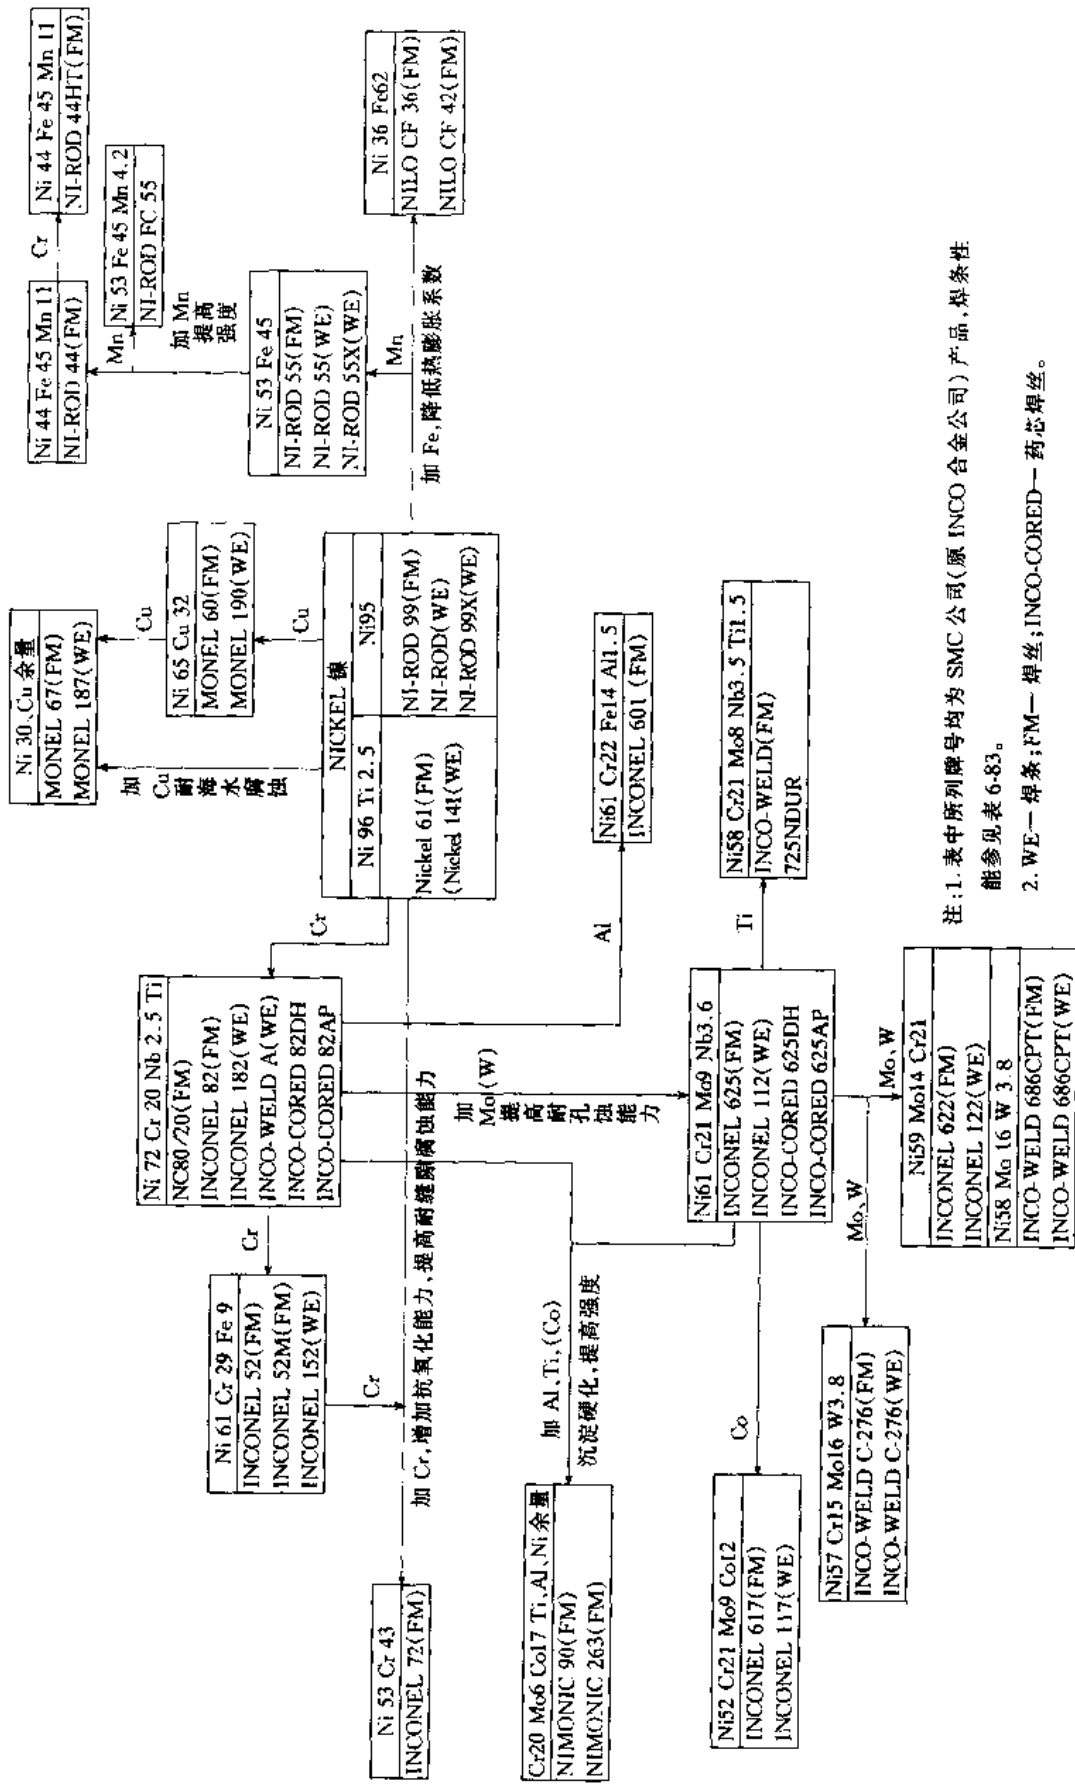 Ni 53 Cr 43
INCONEL 72(FM)
Ni 61 Cr 29 Fe 9
INCONEL 52(FM)
INCONEL 52M(FM)
INCONEL 152(WE)
Cr
Cr
Ni 72 Cr 20 Nb 2.5 Ti
NC80/20(FM)
INCONEL 82(FM)
INCONEL 182(WE)
INCO-WELD A(WE)
INCO-CORED 82DH
INCO-CORED 82AP
Cr
加 Cr,增加抗氧化能力,提高耐缝隙腐蚀能力
Ni 30、Cu 余量
MONEL 67(FM)
MONEL 187(WE)
Cu
Ni 65 Cu 32
MONEL 60(FM)
MONEL 190(WE)
Cu
加
Cu
耐
海
水
腐
蚀
NICKEL 镍
Ni 96 Ti 2.5
Nickel 61(FM)
(Nickel 141(WE)
Ni95
NI-ROD 99(FM)
NI-ROD(WE)
NI-ROD 99X(WE)
加 Fe,降低热膨胀系数
Ni 44 Fe 45 Mn 11
NI-ROD 44(FM)
Cr
Ni 44 Fe 45 Mn 11
NI-ROD 44HT(FM)
Mn
Ni 53 Fe 45 Mn 4.2
NI-ROD FC 55
加 Mn
提高
强度
Ni 53 Fe 45
NI-ROD 55(FM)
NI-ROD 55(WE)
NI-ROD 55X(WE)
Mn
Ni 36 Fe62
NILO CF 36(FM)
NILO CF 42(FM)
Cr20 Mo6 Co17 Ti、Al、Ni 余量
NIMONIC 90(FM)
NIMONIC 263(FM)
加 Al、Ti、(Co)
沉淀硬化,提高强度
加
Mo
提
高
耐
孔
蚀
能
力
Mo(W)
Al
Ni61 Cr22 Fe14 Al1.5
INCONEL 601 (FM)
Ni61 Cr21 Mo9 Nb3.6
INCONEL 625(FM)
INCONEL 112(WE)
INCO-CORED 625DH
INCO-CORED 625AP
Ti
Ni58 Cr21 Mo8 Nb3.5 Ti1.5
INCO-WELD(FM)
725NDUR
Co
Ni52 Cr21 Mo9 Co12
INCONEL 617(FM)
INCONEL 117(WE)
Mo、W
Ni57 Cr15 Mo16 W3.8
INCO-WELD C-276(FM)
INCO-WELD C-276(WE)
Mo、W
Ni59 Mo14 Cr21
INCONEL 622(FM)
INCONEL 122(WE)
Ni58 Mo 16 W 3.8
INCO-WELD 686CPT(FM)
INCO-WELD 686CPT(WE)
注:1. 表中所列牌号均为 SMC 公司(原 INCO 合金公司)产品,焊条性
能参见表 6-83。
2. WE— 焊条;FM— 焊丝;INCO-CORED— 药芯焊丝。